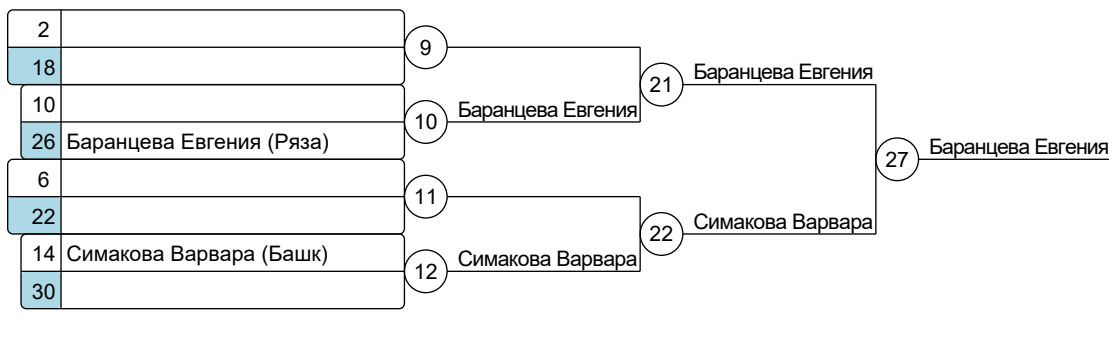 2
9
18
21
Баранцева Евгения
10
10
Баранцева Евгения
26 Баранцева Евгения (Ряза)
27
Баранцева Евгения
6
11
22
22
Симакова Варвара
14 Симакова Варвара (Башк)
12
Симакова Варвара
30